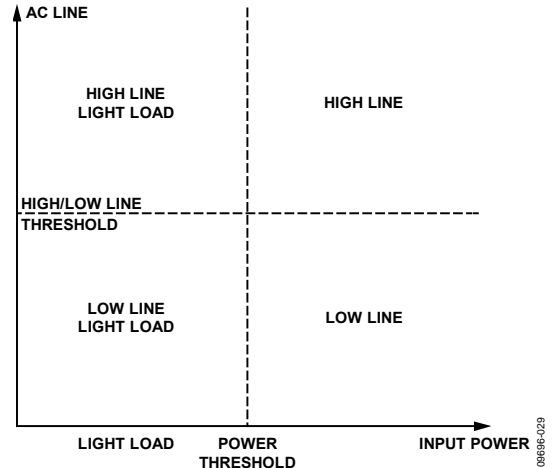 AC LINE
HIGH LINE
LIGHT LOAD
HIGH LINE
HIGH/LOW LINE
THRESHOLD
LOW LINE
LIGHT LOAD
LOW LINE
LIGHT LOAD
POWER
THRESHOLD
INPUT POWER
09696-029